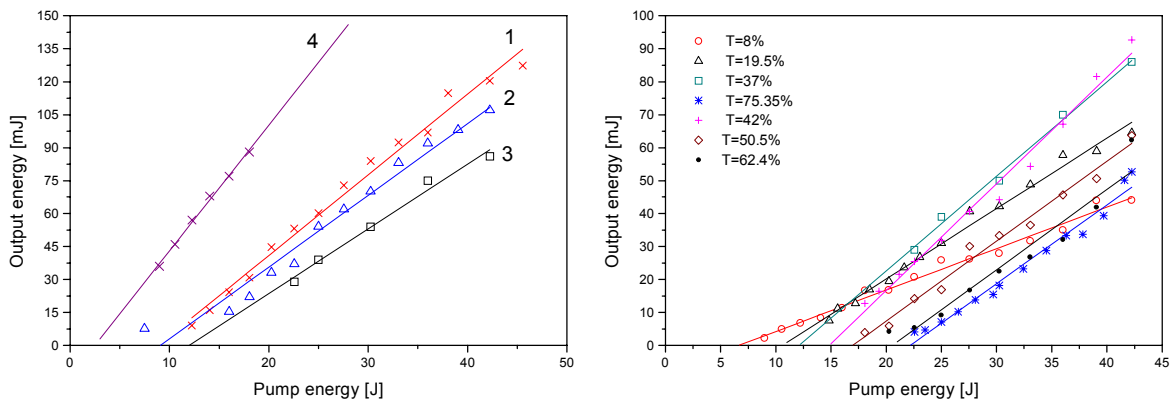 150
135
120
105
90
75
60
45
30
15
0
Output energy [mJ]
4
1
2
3
0 10 20 30 40 50
Pump energy [J]
100
90
80
70
60
50
40
30
20
10
0
Output energy [mJ]
T=8%
T=19.5%
T=37%
T=75.35%
T=42%
T=50.5%
T=62.4%
0 5 10 15 20 25 30 35 40 45
Pump energy [J]